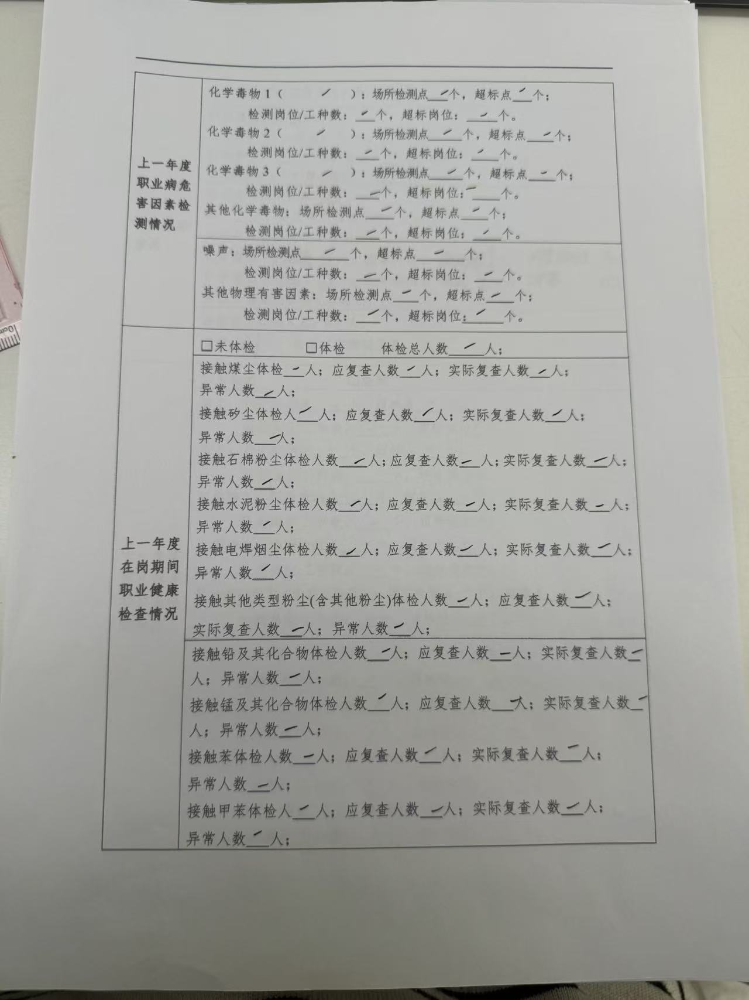 化学毒物1（ / ）：场所检测点 / 个，超标点 / 个；
检测岗位/工种数： / 个，超标岗位： / 个。
化学毒物2（ / ）：场所检测点 / 个，超标点 / 个；
检测岗位/工种数： / 个，超标岗位： / 个。
化学毒物3（ / ）：场所检测点 / 个，超标点 / 个；
检测岗位/工种数： / 个，超标岗位： / 个。
其他化学毒物：场所检测点 / 个，超标点 / 个；
检测岗位/工种数： / 个，超标岗位： / 个。
上一年度
职业病危
害因素检
测情况
噪声：场所检测点 / 个，超标点 / 个；
检测岗位/工种数： / 个，超标岗位： / 个。
其他物理有害因素：场所检测点 / 个，超标点 / 个；
检测岗位/工种数： / 个，超标岗位： / 个。
□未体检 □体检 体检总人数 / 人；
接触煤尘体检 / 人；应复查人数 / 人；实际复查人数 / 人；
异常人数 / 人；
接触矽尘体检人 / 人；应复查人数 / 人；实际复查人数 / 人；
异常人数 / 人；
接触石棉粉尘体检人数 / 人；应复查人数 / 人；实际复查人数 / 人；
异常人数 / 人；
接触水泥粉尘体检人数 / 人；应复查人数 / 人；实际复查人数 / 人；
异常人数 / 人；
接触电焊烟尘体检人数 / 人；应复查人数 / 人；实际复查人数 / 人；
异常人数 / 人；
接触其他类型粉尘(含其他粉尘)体检人数 / 人；应复查人数 / 人；
实际复查人数 / 人；异常人数 / 人；
上一年度
在岗期间
职业健康
检查情况
接触铅及其化合物体检人数 / 人；应复查人数 / 人；实际复查人数 /
人；异常人数 / 人；
接触锰及其化合物体检人数 / 人；应复查人数 / 人；实际复查人数 /
人；异常人数 / 人；
接触苯体检人数 / 人；应复查人数 / 人；实际复查人数 / 人；
异常人数 / 人；
接触甲苯体检人 / 人；应复查人数 / 人；实际复查人数 / 人；
异常人数 / 人；